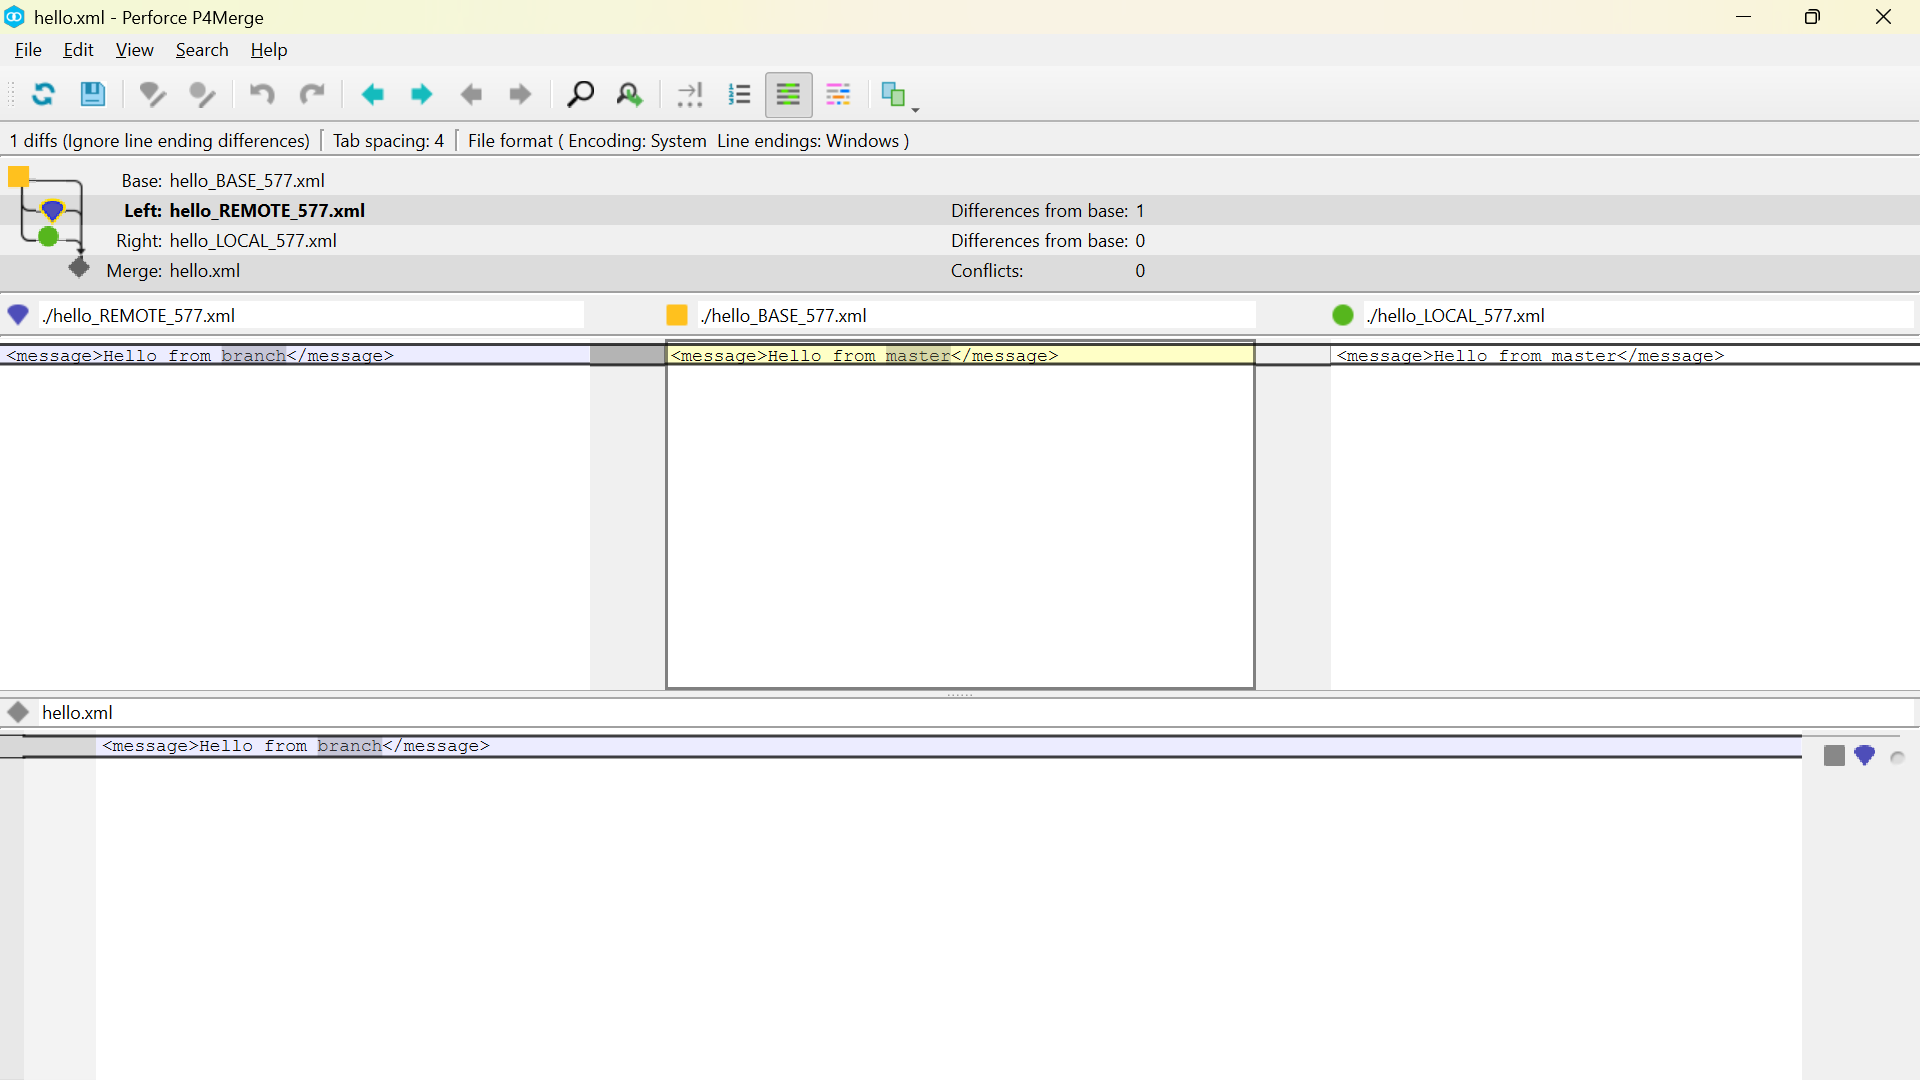 hello.xml - Perforce P4Merge
File Edit View Search Help
1 diffs (Ignore line ending differences) Tab spacing: 4 File format ( Encoding: System Line endings: Windows )
Base: hello_BASE_577.xml
Left: hello_REMOTE_577.xml Differences from base: 1
Right: hello_LOCAL_577.xml Differences from base: 0
Merge: hello.xml Conflicts: 0
./hello_REMOTE_577.xml ./hello_BASE_577.xml ./hello_LOCAL_577.xml
<message>Hello from branch</message> <message>Hello from master</message> <message>Hello from master</message>
hello.xml
<message>Hello from branch</message>